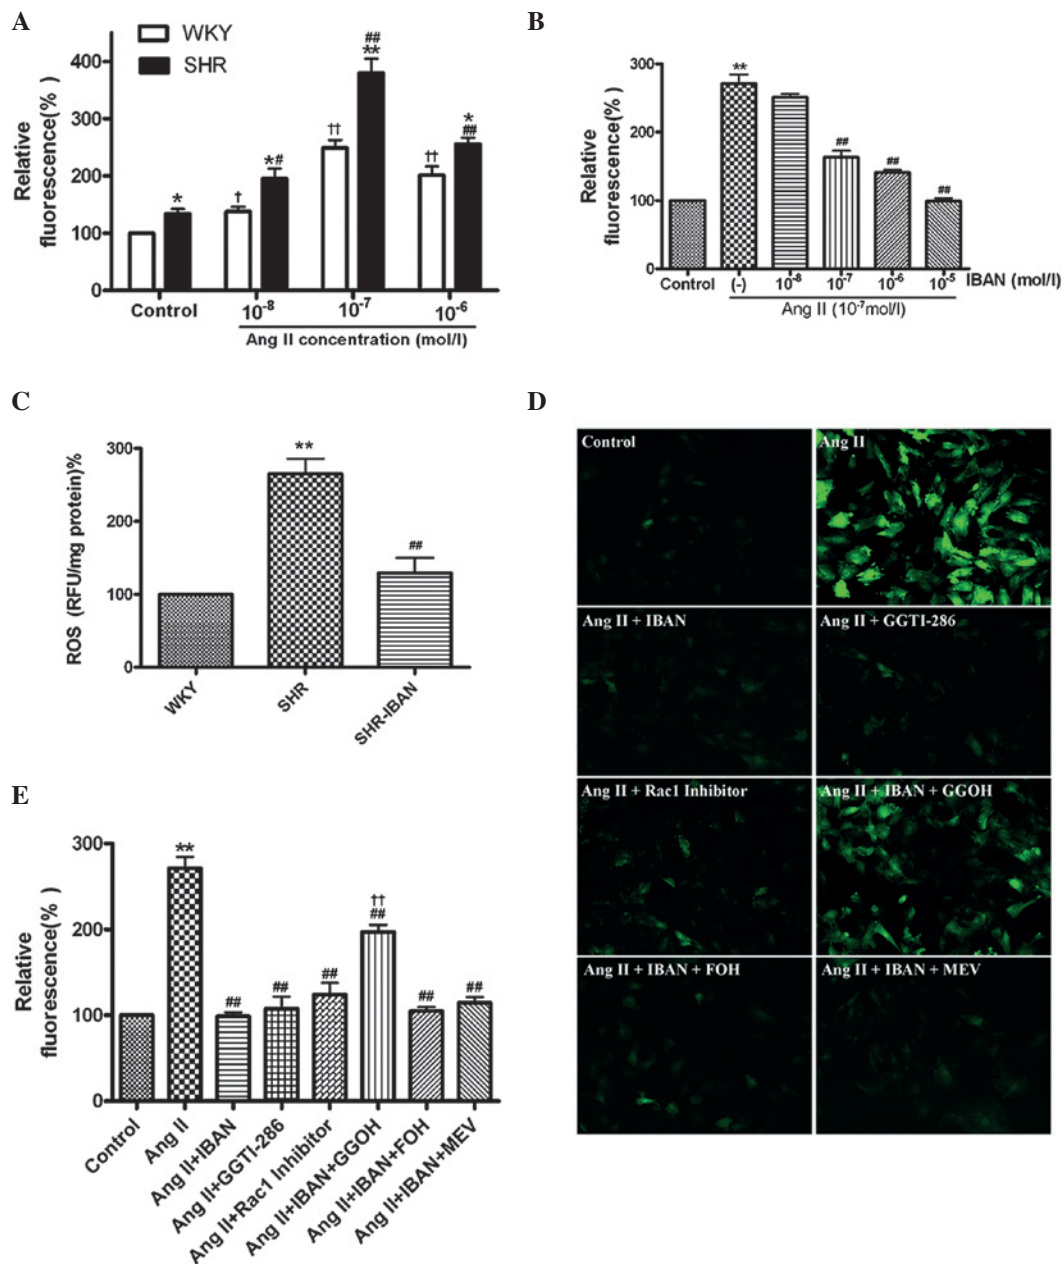 A
WKY
SHR
Relative
fluorescence(% )
400
300
200
100
0
*
†
*#
††
##
**
††
*
##
Control
10-8
10-7
10-6
Ang II concentration (mol/l)
B
Relative
fluorescence(% )
300
200
100
0
**
##
##
##
Control
(-)
10-8
10-7
10-6
10-5
IBAN (mol/l)
Ang II (10-7mol/l)
C
ROS (RFU/mg protein)%
300
200
100
0
**
##
WKY
SHR
SHR-IBAN
D
Control
Ang II
Ang II + IBAN
Ang II + GGTI-286
Ang II + Rac1 Inhibitor
Ang II + IBAN + GGOH
Ang II + IBAN + FOH
Ang II + IBAN + MEV
E
Relative
fluorescence(% )
300
200
100
0
**
##
##
##
††
##
##
##
Control
Ang II
Ang II+IBAN
Ang II+GGTI-286
Ang II+Rac1 Inhibitor
Ang II+IBAN+GGOH
Ang II+IBAN+FOH
Ang II+IBAN+MEV